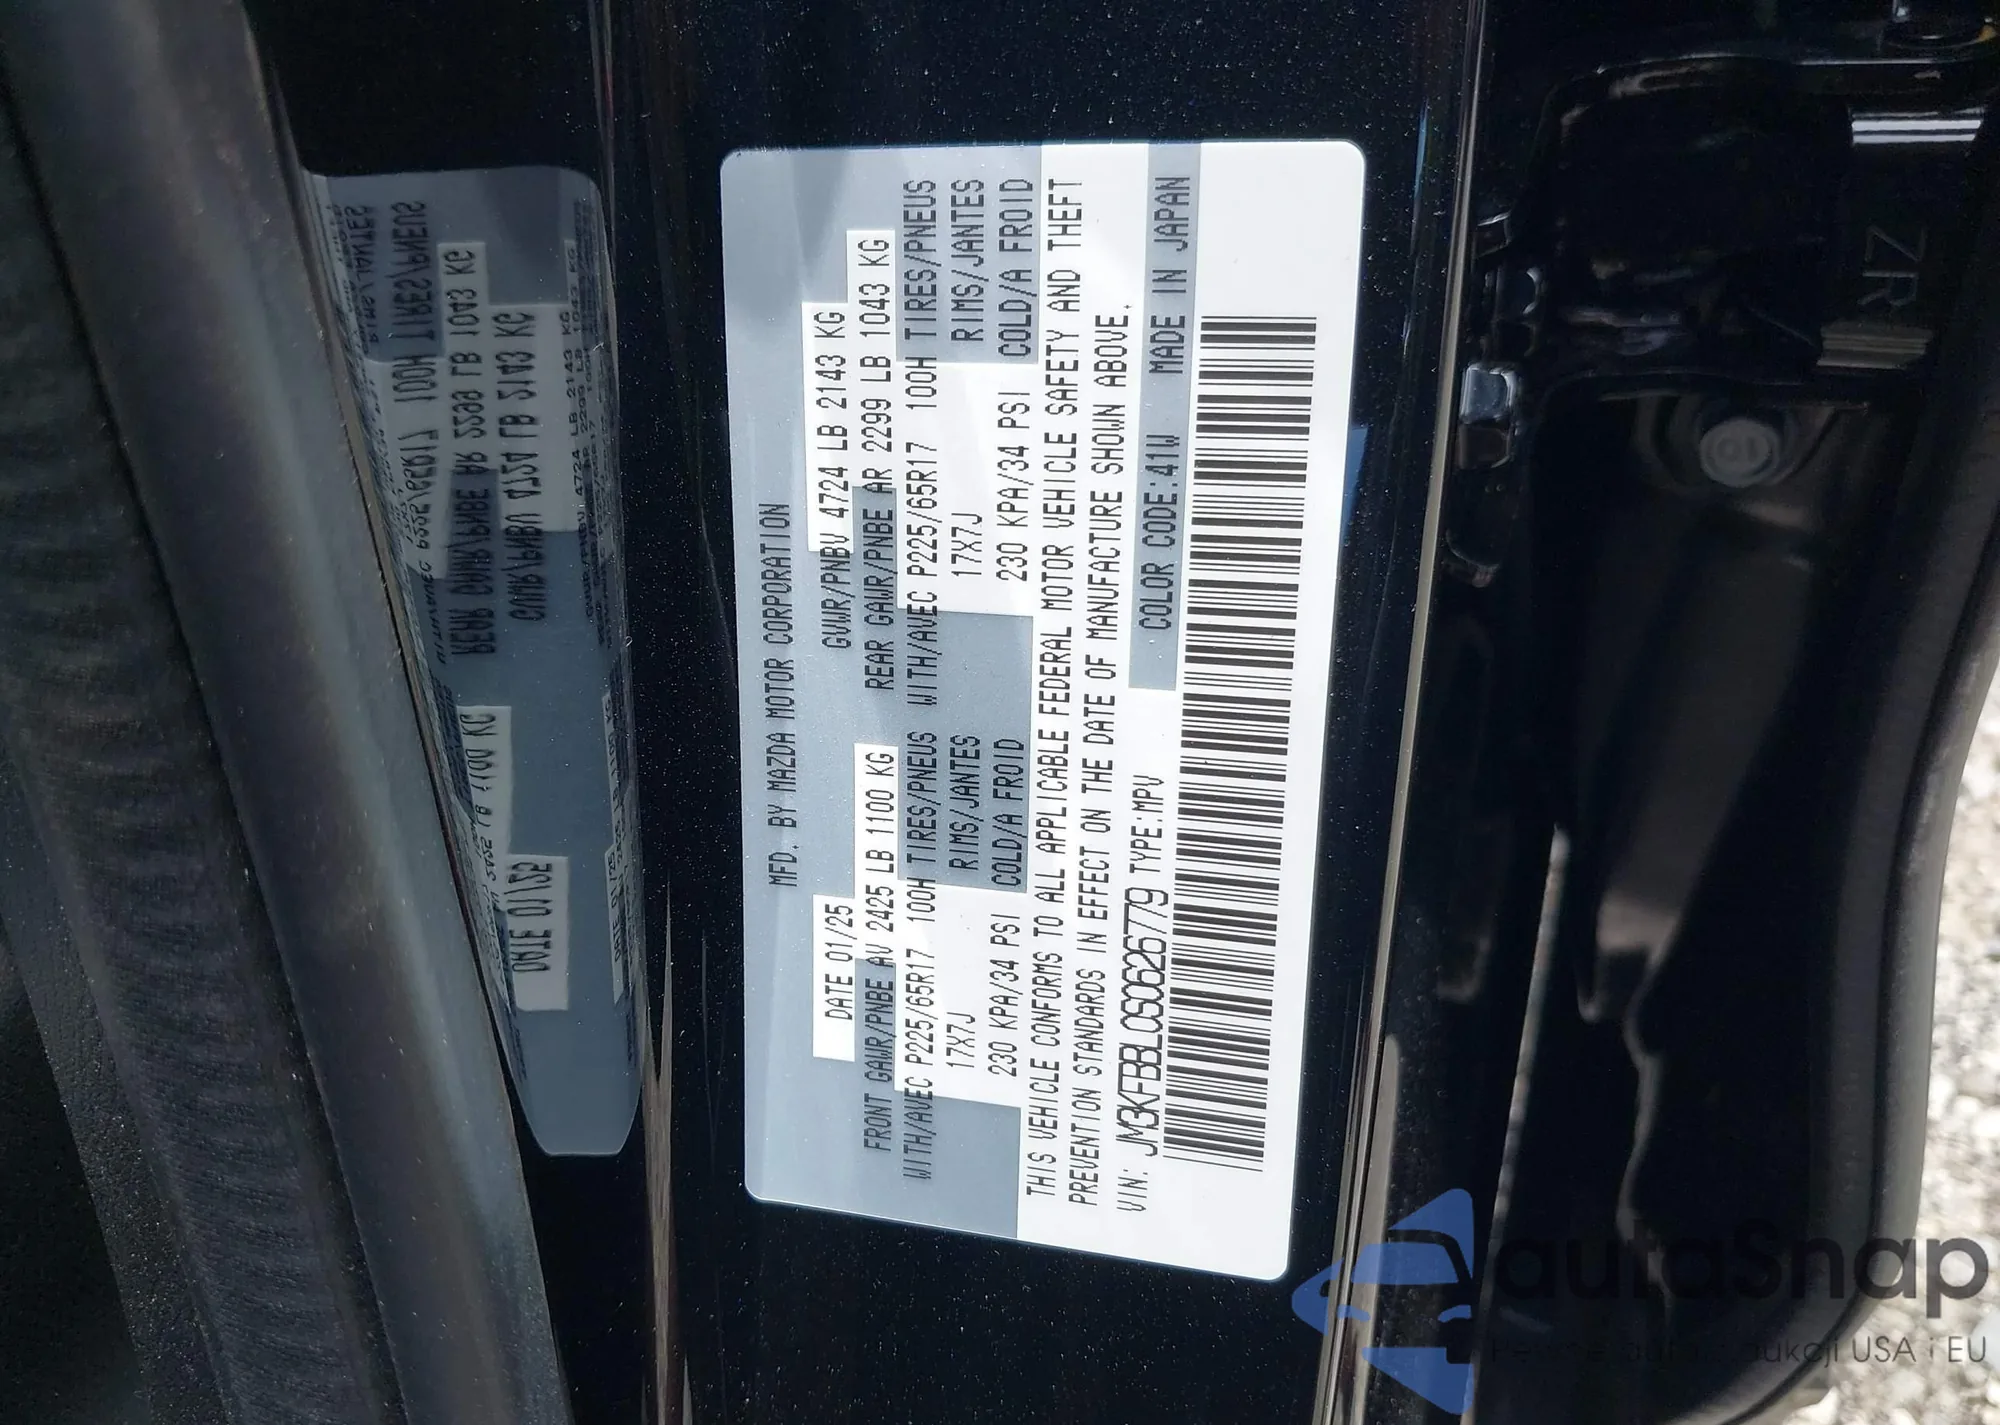 MFD. BY MAZDA MOTOR CORPORATION
DATE 01/25 GVWR/PNBV 4724 LB 2143 KG
FRONT GAWR/PNBE AV 2425 LB 1100 KG REAR GAWR/PNBE AR 2299 LB 1043 KG
WITH/AVEC P225/65R17 100H TIRES/PNEUS WITH/AVEC P225/65R17 100H TIRES/PNEUS
17X7J RIMS/JANTES 17X7J RIMS/JANTES
230 KPA/34 PSI COLD/A FROID 230 KPA/34 PSI COLD/A FROID
THIS VEHICLE CONFORMS TO ALL APPLICABLE FEDERAL MOTOR VEHICLE SAFETY AND THEFT
PREVENTION STANDARDS IN EFFECT ON THE DATE OF MANUFACTURE SHOWN ABOVE.
VIN: JM3KFBBL0S0626779 TYPE:MPV COLOR CODE:41W MADE IN JAPAN
ZR
autaSnap
USA i EU